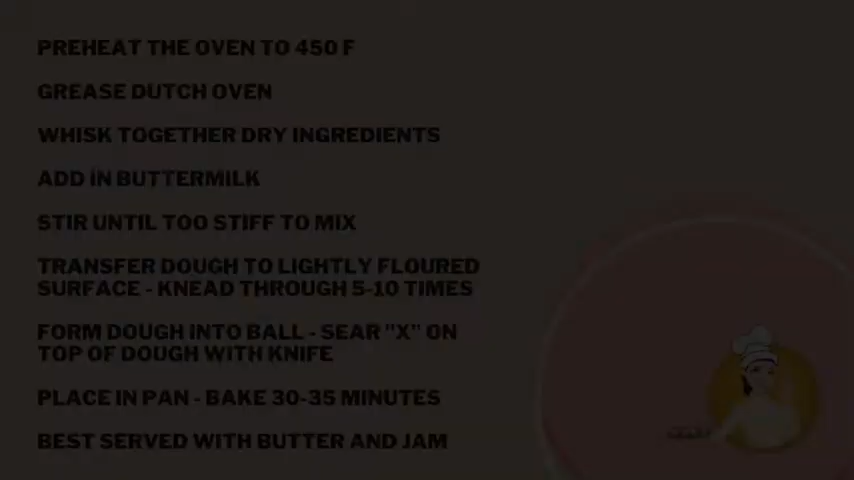 PREHEAT THE OVEN TO 450 F
GREASE DUTCH OVEN
WHISK TOGETHER DRY INGREDIENTS
ADD IN BUTTERMILK
STIR UNTIL TOO STIFF TO MIX
TRANSFER DOUGH TO LIGHTLY FLOURED
SURFACE - KNEAD THROUGH 5-10 TIMES
FORM DOUGH INTO BALL - SEAR "X" ON
TOP OF DOUGH WITH KNIFE
PLACE IN PAN - BAKE 30-35 MINUTES
BEST SERVED WITH BUTTER AND JAM